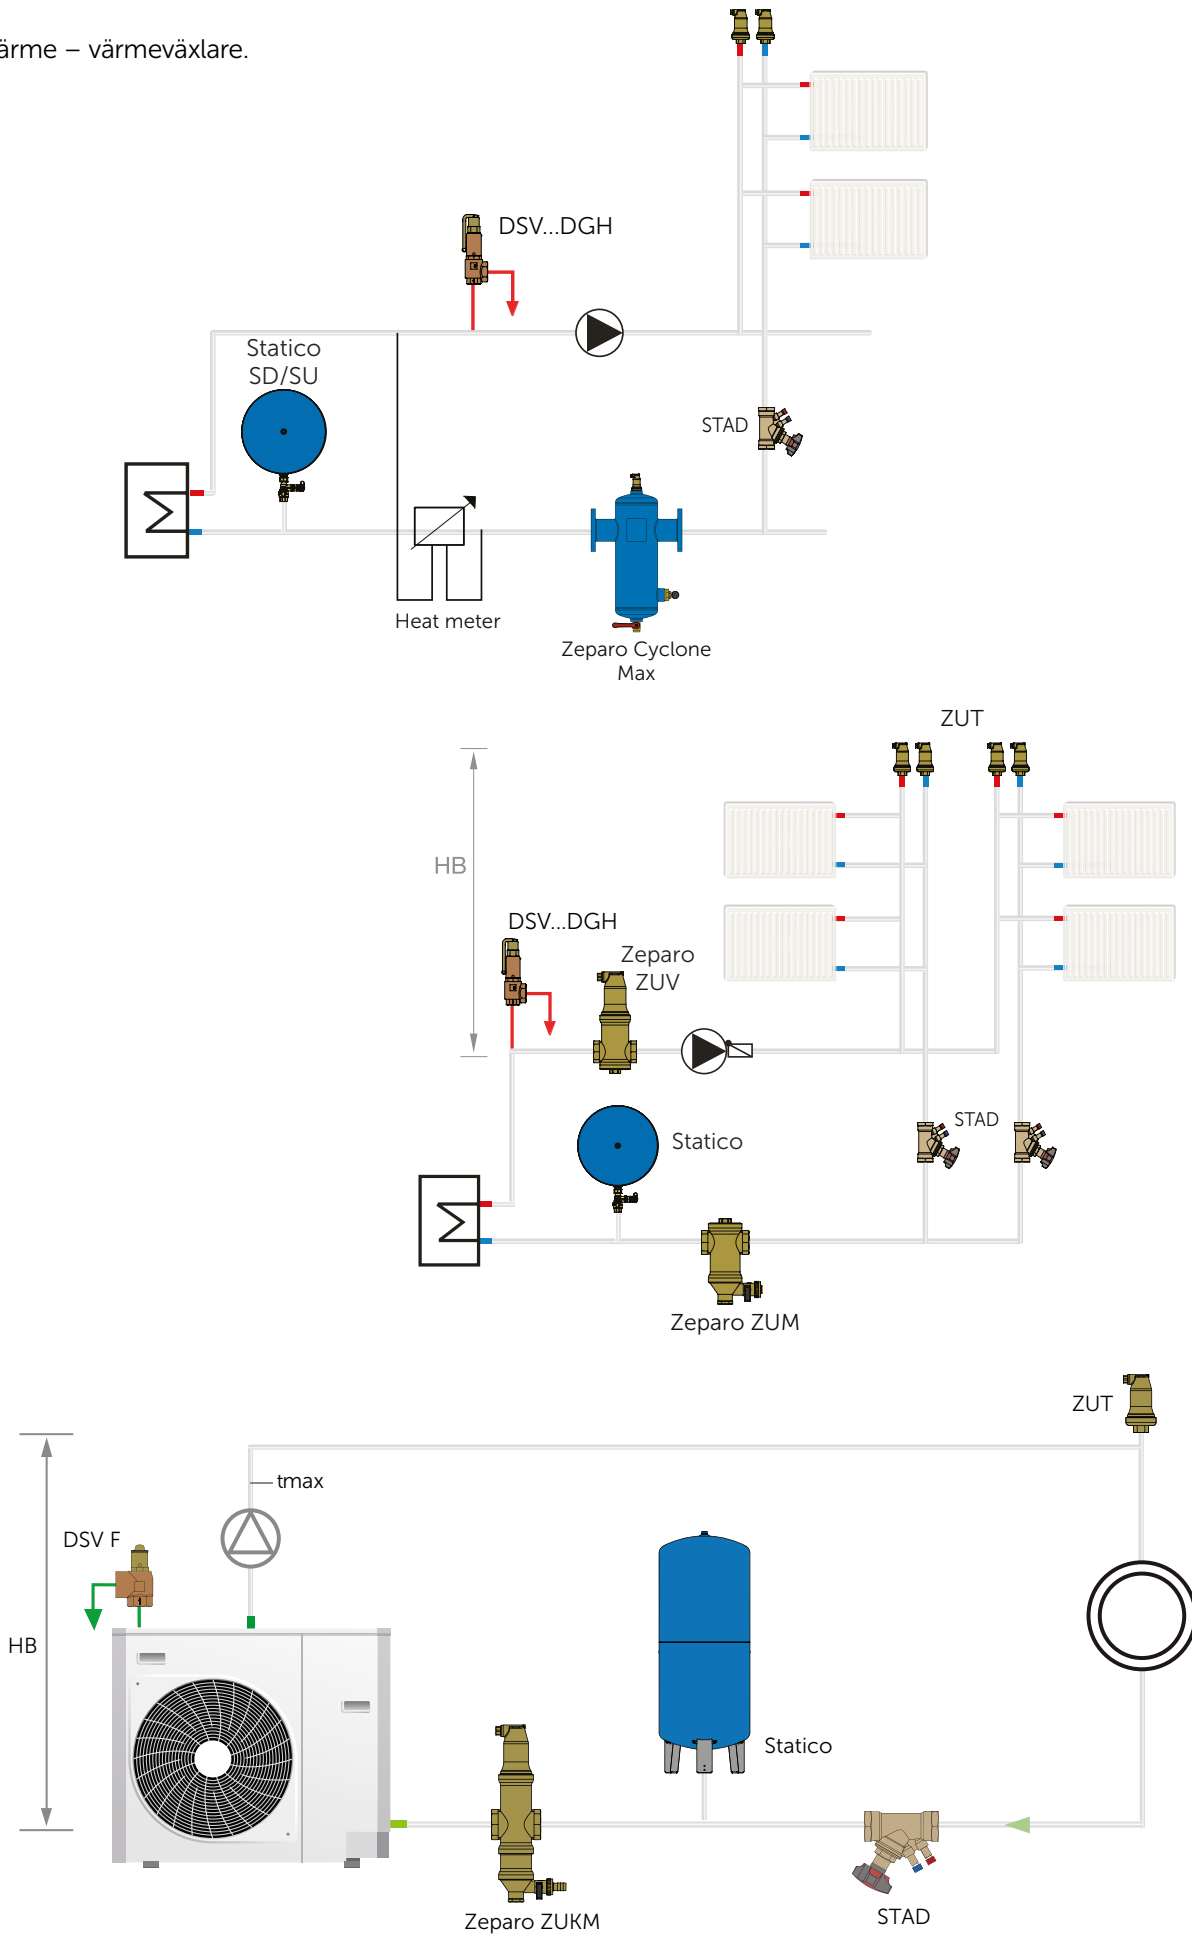 ärme – värmeväxlare.
DSV...DGH
Statico
SD/SU
STAD
Heat meter
Zeparo Cyclone
Max
ZUT
HB
DSV...DGH
Zeparo
ZUV
STAD
Statico
Zeparo ZUM
ZUT
tmax
DSV F
HB
Statico
STAD
Zeparo ZUKM